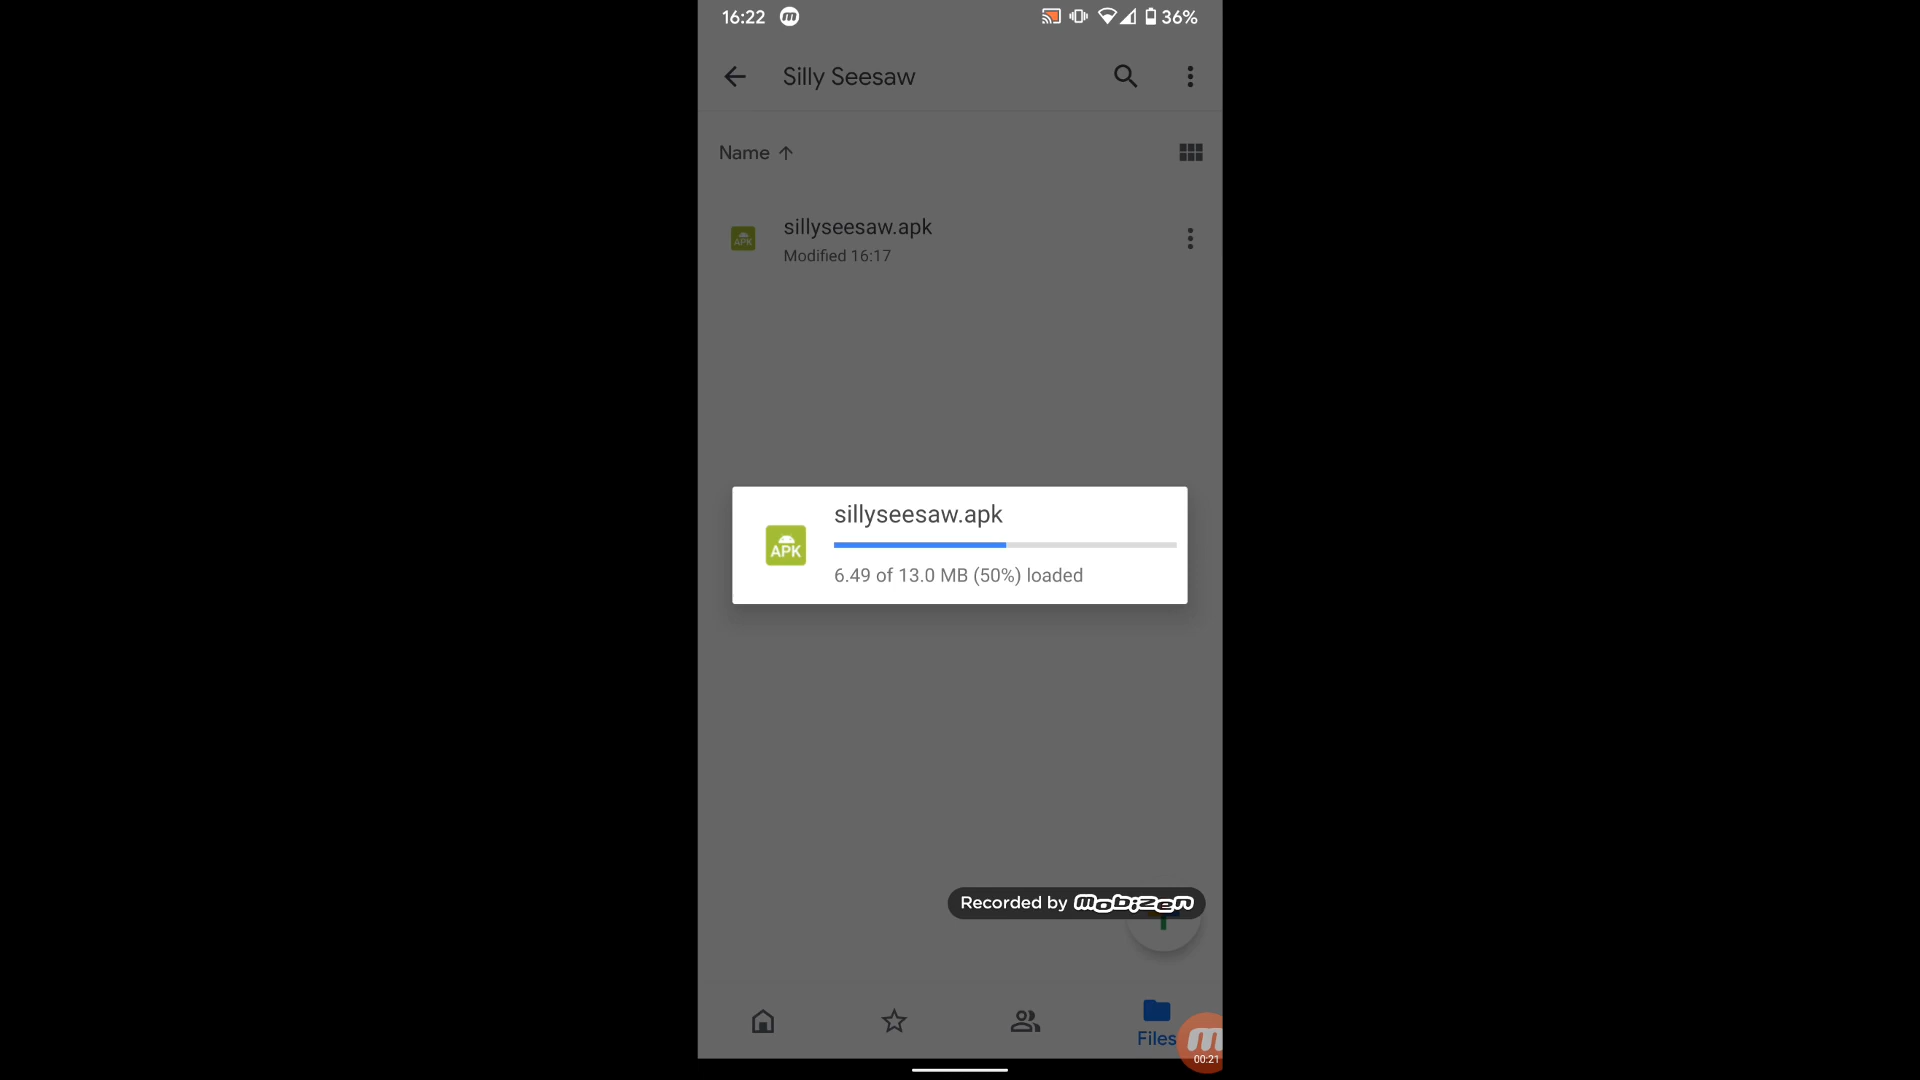 16:22
36%
Silly Seesaw
Name
APK
sillyseesaw.apk
Modified 16:17
sillyseesaw.apk
APK
6.49 of 13.0 MB (50%) loaded
Recorded by mobizen
Files
00:21